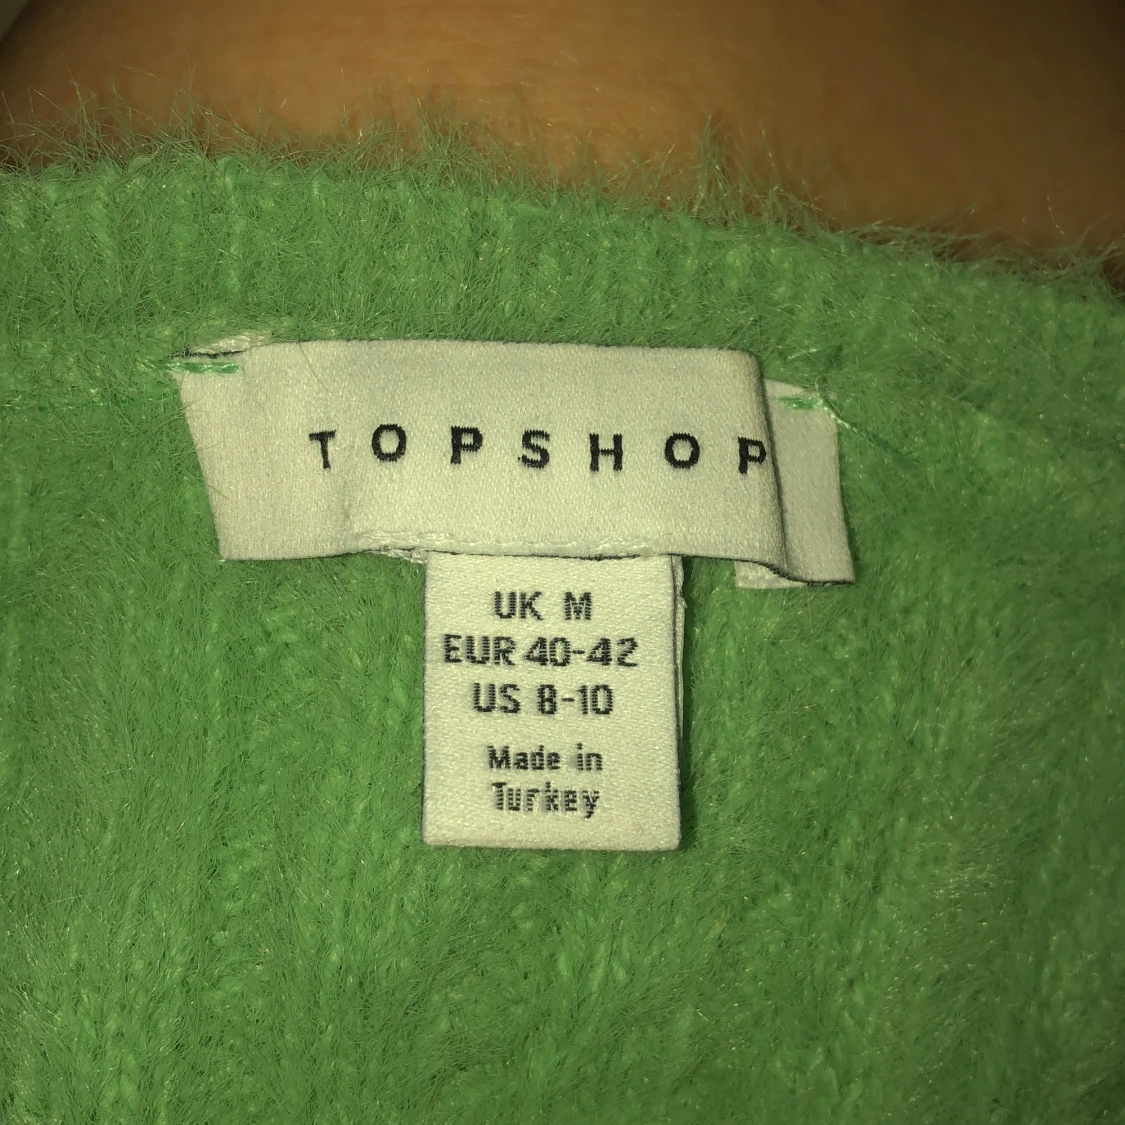 TOPSHOP
UK M
EUR 40-42
US 8-10
Made in
Turkey